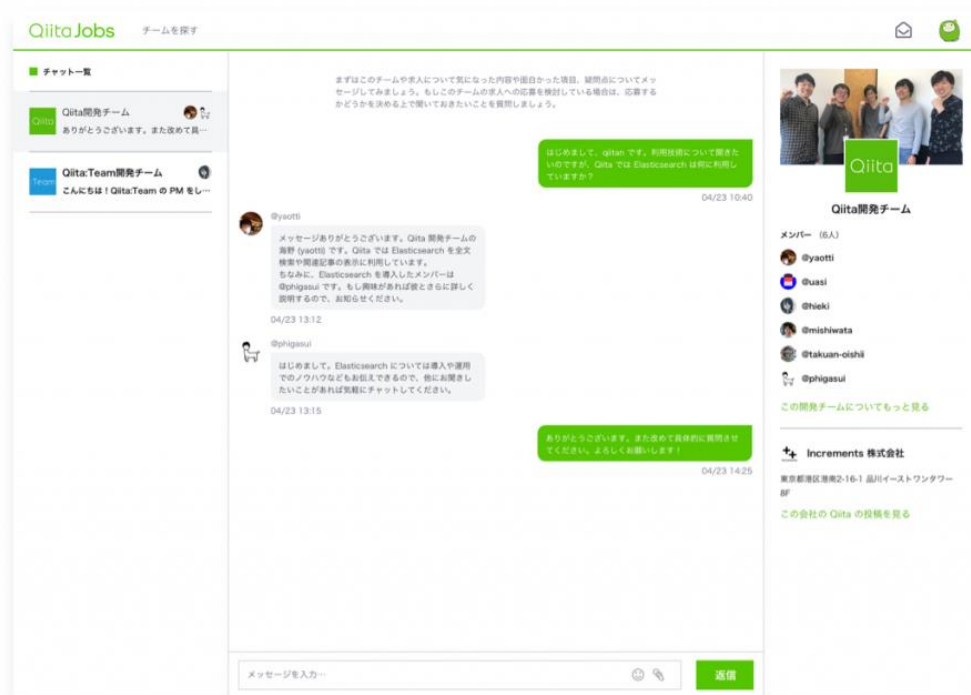 Qiita Jobs
チームを探す
チャット一覧
Qiita
Qiita開発チーム
ありがとうございます。また改めて具…
Team
Qiita:Team開発チーム
こんにちは！Qiita:Team の PM をし…
まずはこのチームや求人について気になった内容や面白かった項目、疑問点についてメッ
セージしてみましょう。もしこのチームの求人への応募を検討している場合は、応募する
かどうかを決める上で聞いておきたいことを質問しましょう。
はじめまして、qiitan です。利用技術について聞きた
いのですが、Qiita では Elasticsearch は何に利用し
ていますか？
04/23 10:40
@yaotti
メッセージありがとうございます。Qiita 開発チームの
海野 (yaotti) です。Qiita では Elasticsearch を全文
検索や関連記事の表示に利用しています。
ちなみに、Elasticsearch を導入したメンバーは
@phigasui です。もし興味があれば彼とさらに詳しく
説明するので、お知らせください。
04/23 13:12
@phigasui
はじめまして。Elasticsearch については導入や運用
でのノウハウなどもお伝えできるので、他にお聞きし
たいことがあれば気軽にチャットしてください。
04/23 13:15
ありがとうございます。また改めて具体的に質問させ
てください。よろしくお願いします！
04/23 14:25
メッセージを入力…
返信
Qiita
Qiita開発チーム
メンバー （6人）
@yaotti
@uasi
@hieki
@mishiwata
@takuan-oishii
@phigasui
この開発チームについてもっと見る
Increments 株式会社
東京都港区港南2-16-1 品川イーストワンタワー
8F
この会社の Qiita の投稿を見る